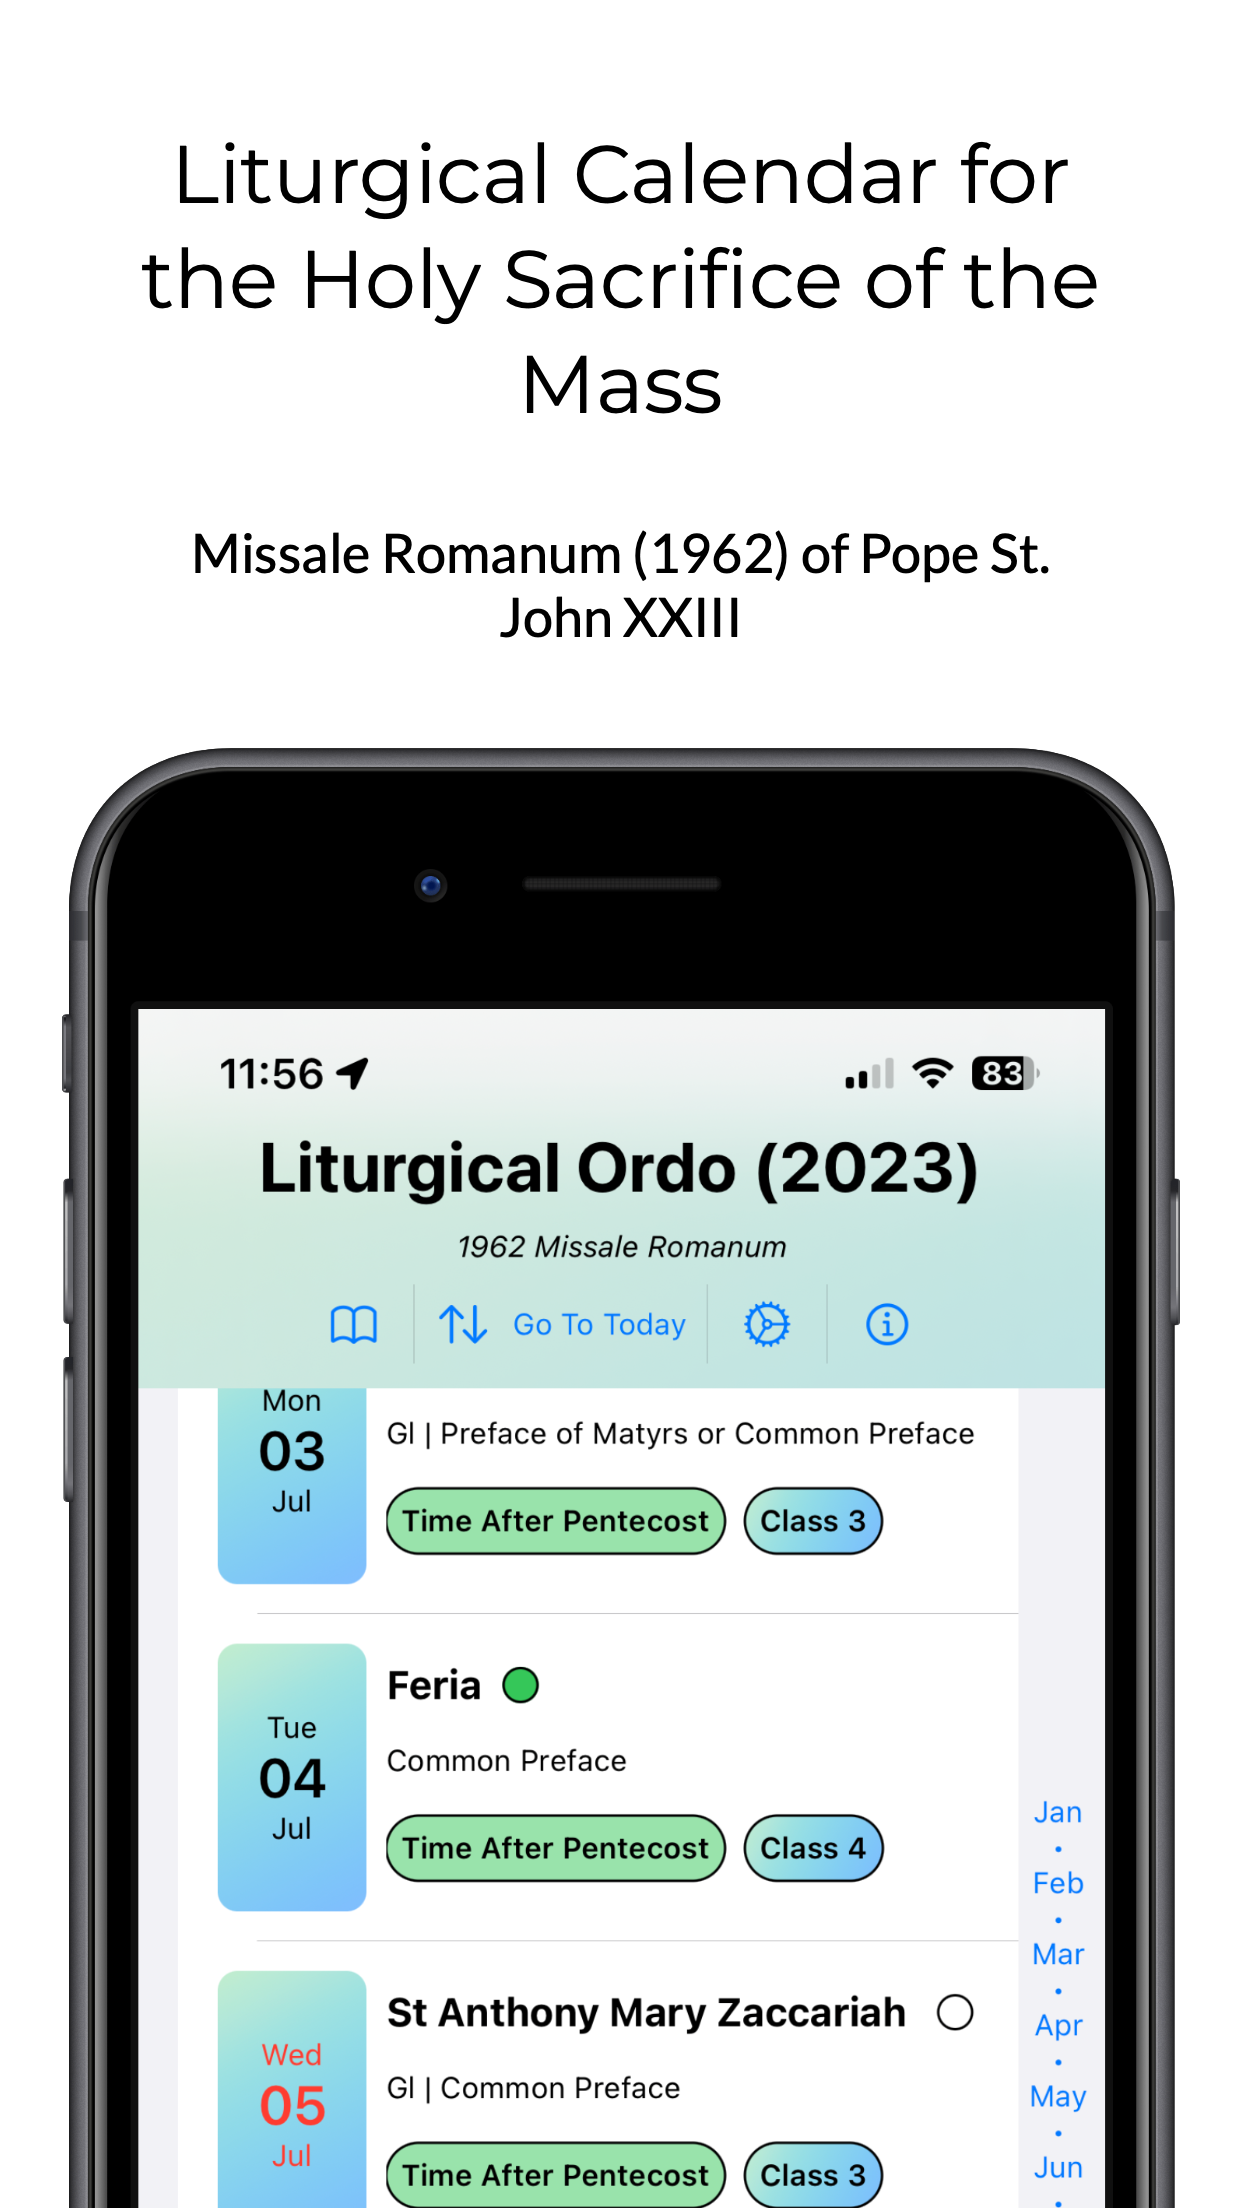 Liturgical Calendar for
the Holy Sacrifice of the
Mass
Missale Romanum (1962) of Pope St.
John XXIII
11:56
83
Liturgical Ordo (2023)
1962 Missale Romanum
Go To Today
Mon
03
Jul
Gl | Preface of Matyrs or Common Preface
Time After Pentecost
Class 3
Tue
04
Jul
Feria
Common Preface
Time After Pentecost
Class 4
Wed
05
Jul
St Anthony Mary Zaccariah
Gl | Common Preface
Time After Pentecost
Class 3
Jan
Feb
Mar
Apr
May
Jun